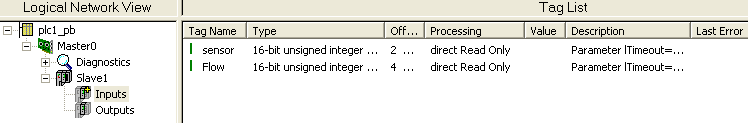 Logical Network View
Tag List
plc1_pb
Master0
Diagnostics
Slave1
Inputs
Outputs
Tag Name Type Off... Processing Value Description Last Error
sensor 16-bit unsigned integer ... 2 ... direct Read Only Parameter |Timeout=...
Flow 16-bit unsigned integer ... 4 ... direct Read Only Parameter |Timeout=...